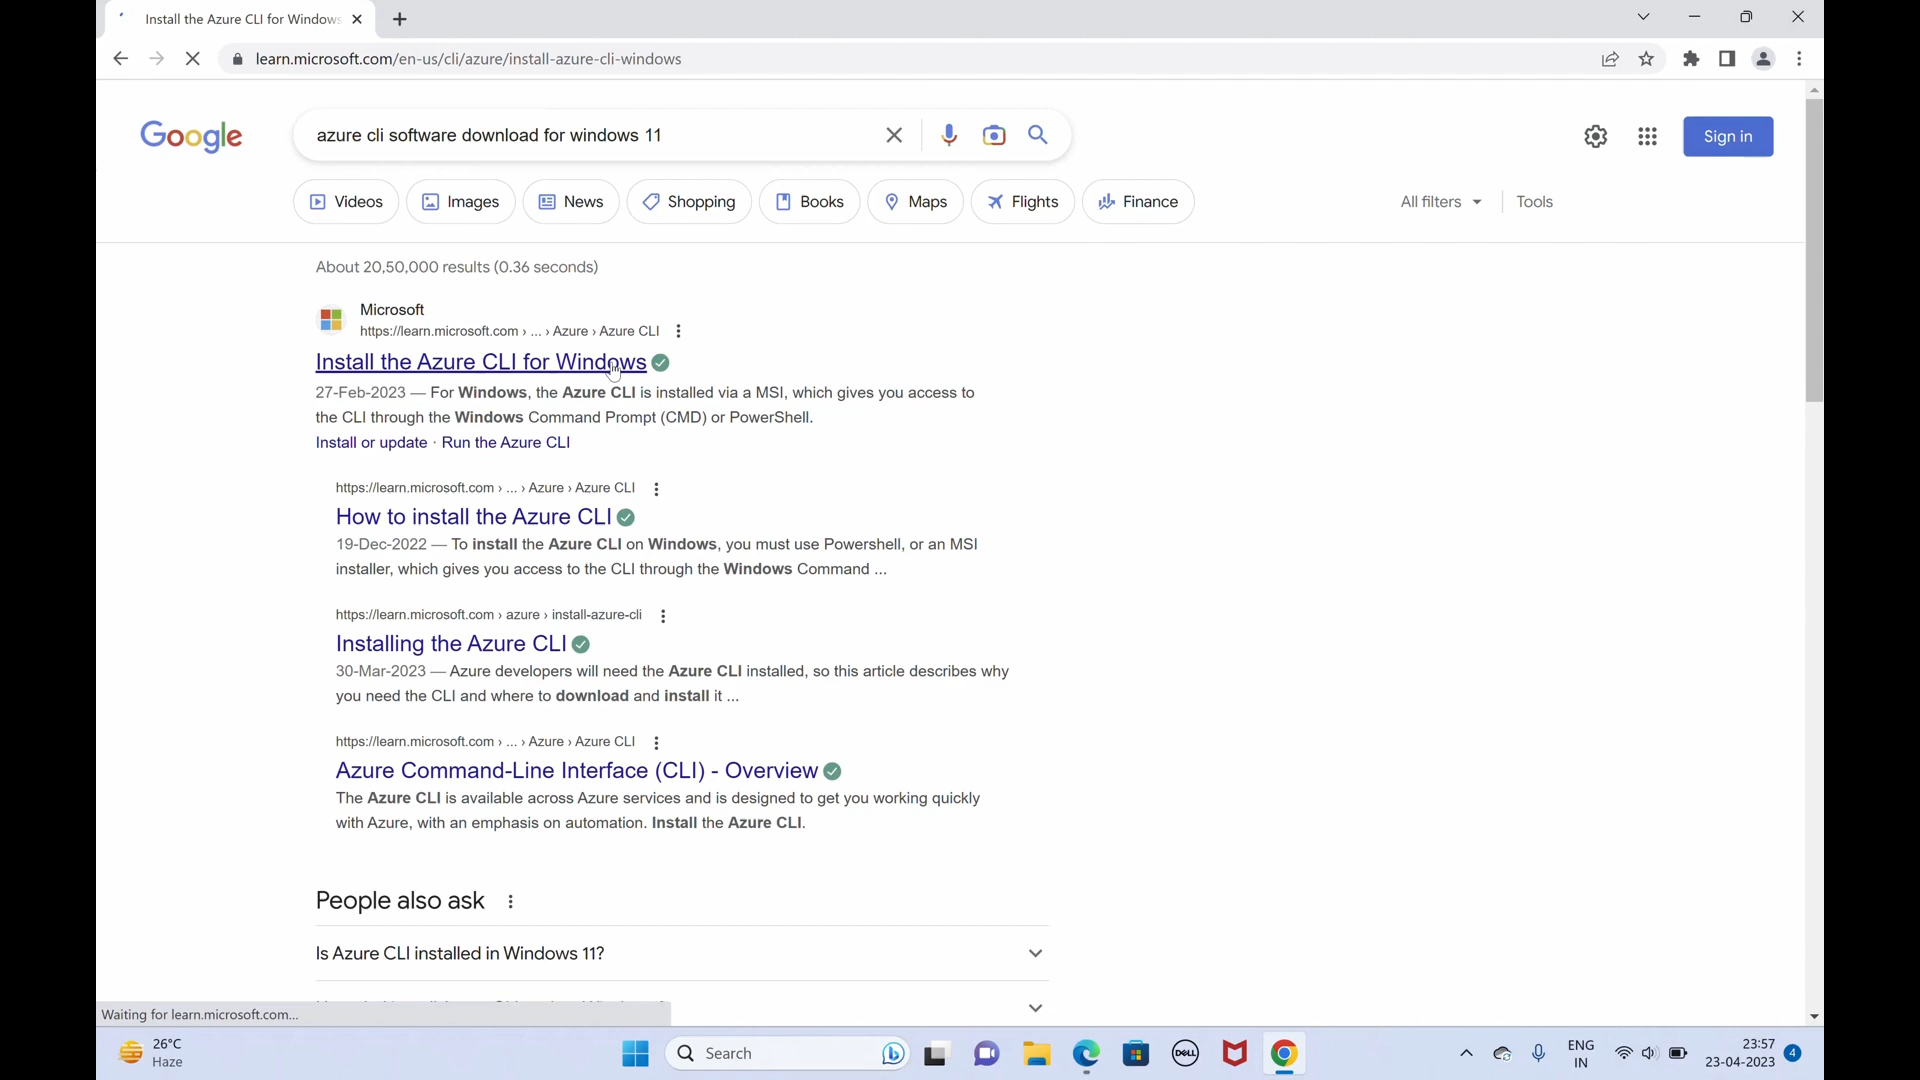 Install the Azure CLI for Windows
learn.microsoft.com/en-us/cli/azure/install-azure-cli-windows
Google
azure cli software download for windows 11
Sign in
Videos
Images
News
Shopping
Books
Maps
Flights
Finance
All filters
Tools
About 20,50,000 results (0.36 seconds)
Microsoft
https://learn.microsoft.com › ... › Azure › Azure CLI
Install the Azure CLI for Windows
27-Feb-2023 — For Windows, the Azure CLI is installed via a MSI, which gives you access to
the CLI through the Windows Command Prompt (CMD) or PowerShell.
Install or update · Run the Azure CLI
https://learn.microsoft.com › ... › Azure › Azure CLI
How to install the Azure CLI
19-Dec-2022 — To install the Azure CLI on Windows, you must use Powershell, or an MSI
installer, which gives you access to the CLI through the Windows Command ...
https://learn.microsoft.com › azure › install-azure-cli
Installing the Azure CLI
30-Mar-2023 — Azure developers will need the Azure CLI installed, so this article describes why
you need the CLI and where to download and install it ...
https://learn.microsoft.com › ... › Azure › Azure CLI
Azure Command-Line Interface (CLI) - Overview
The Azure CLI is available across Azure services and is designed to get you working quickly
with Azure, with an emphasis on automation. Install the Azure CLI.
People also ask
Is Azure CLI installed in Windows 11?
Waiting for learn.microsoft.com...
26°C
Haze
Search
DELL
ENG
IN
23:57
23-04-2023
4